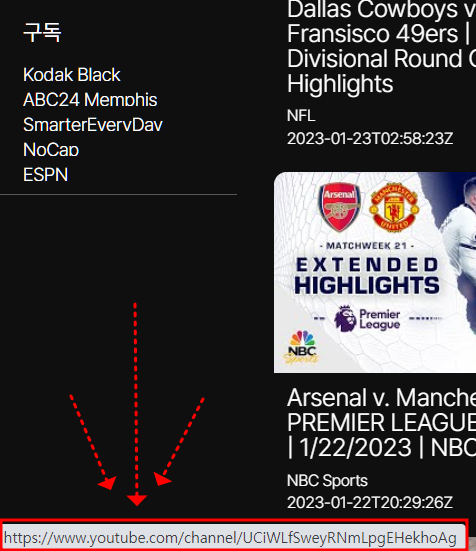 구독
Kodak Black
ABC24 Memphis
SmarterEveryDay
NoCap
ESPN
Dallas Cowboys v
Fransisco 49ers |
Divisional Round
Highlights
NFL
2023-01-23T02:58:23Z
Arsenal
MANCHESTER
UNITED
- MATCHWEEK 21 -
EXTENDED
HIGHLIGHTS
Premier
League
NBC
Sports
Arsenal v. Manche
PREMIER LEAGUE
| 1/22/2023 | NBC
NBC Sports
2023-01-22T20:29:26Z
https://www.youtube.com/channel/UCiWLfSweyRNmLpgEHekhoAg